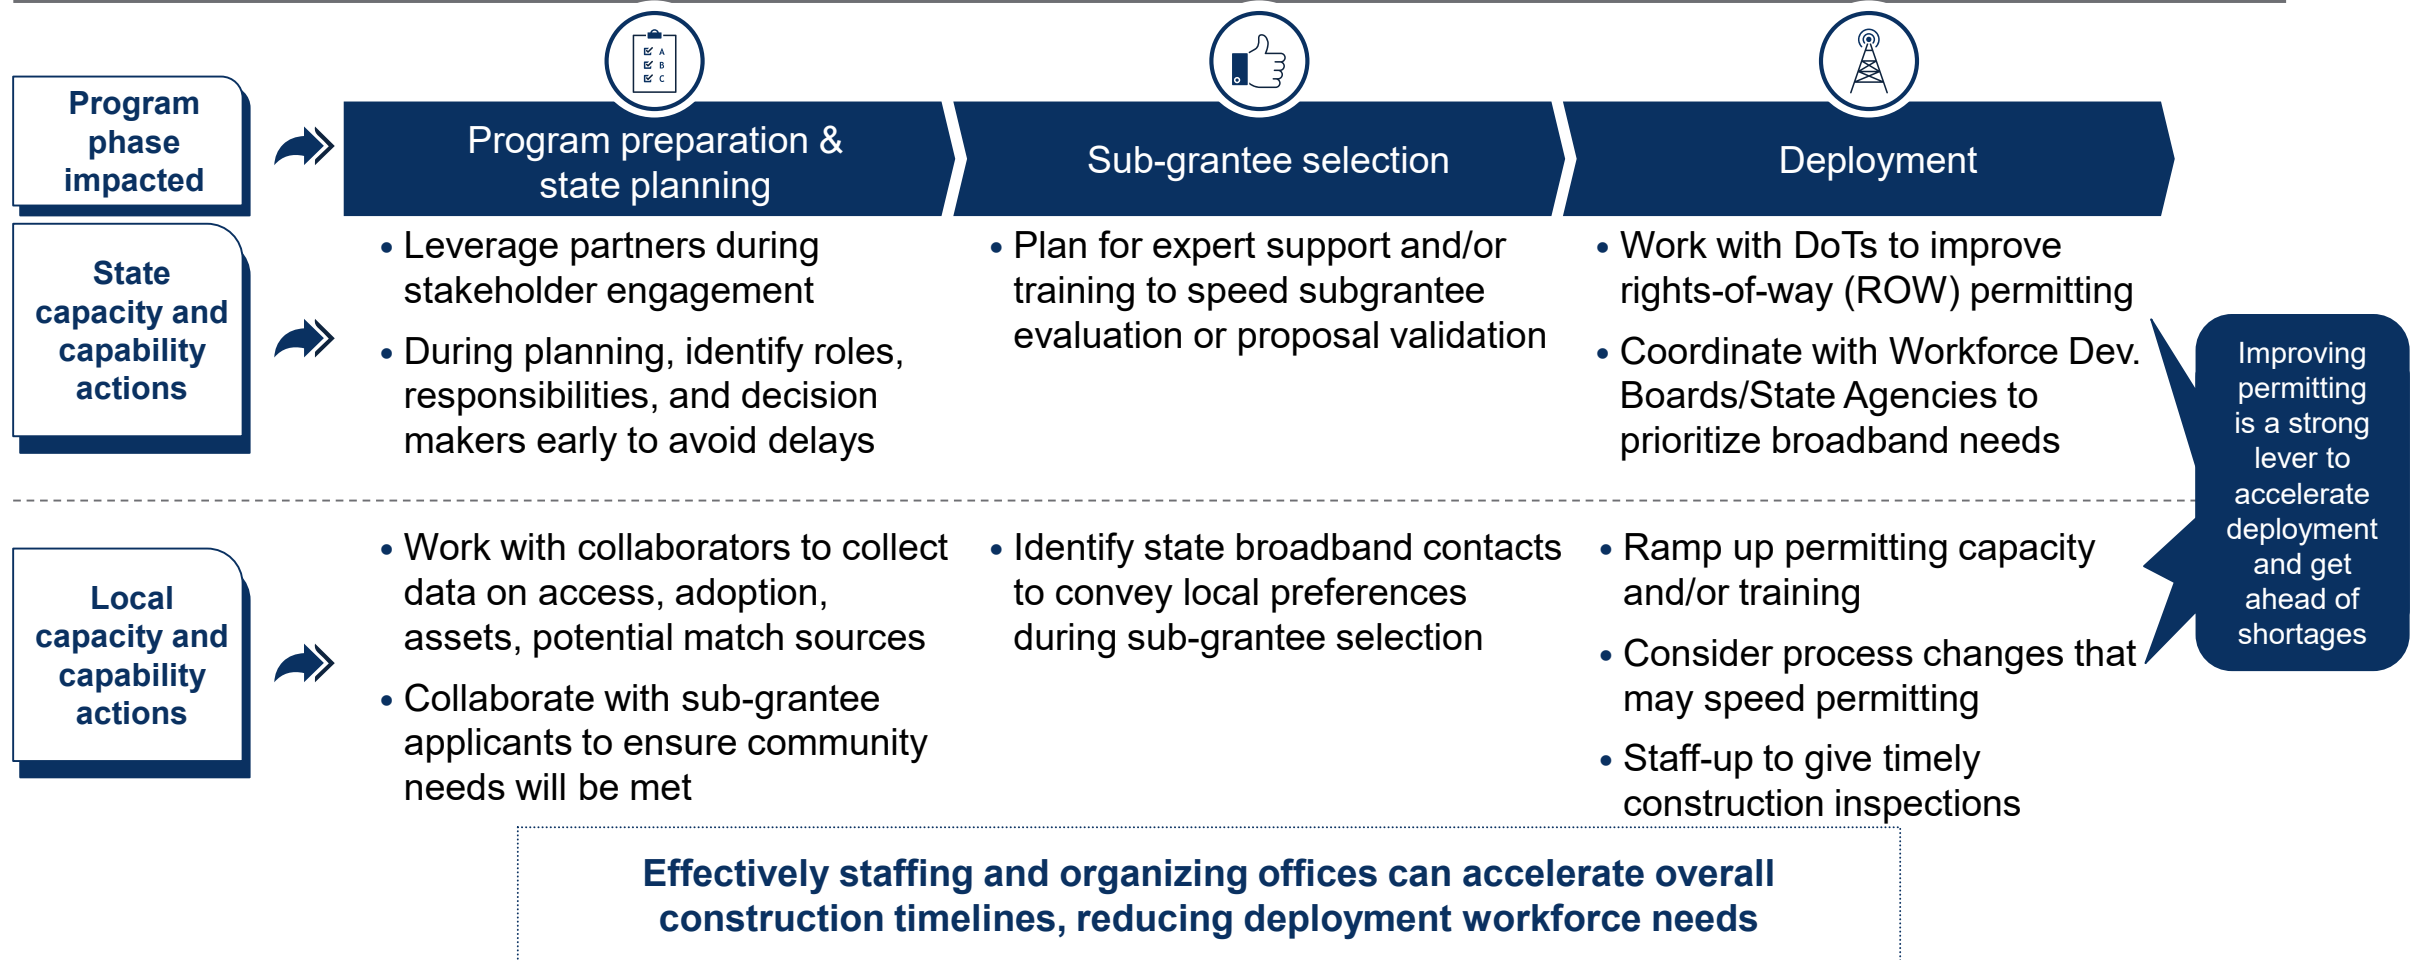 A
B
C
Program
phase
impacted
Program preparation &
state planning
Sub-grantee selection
Deployment
State
capacity and
capability
actions
• Leverage partners during
stakeholder engagement
• During planning, identify roles,
responsibilities, and decision
makers early to avoid delays
• Plan for expert support and/or
training to speed subgrantee
evaluation or proposal validation
• Work with DoTs to improve
rights-of-way (ROW) permitting
• Coordinate with Workforce Dev.
Boards/State Agencies to
prioritize broadband needs
Improving
permitting
is a strong
lever to
accelerate
deployment
and get
ahead of
shortages
Local
capacity and
capability
actions
• Work with collaborators to collect
data on access, adoption,
assets, potential match sources
• Collaborate with sub-grantee
applicants to ensure community
needs will be met
• Identify state broadband contacts
to convey local preferences
during sub-grantee selection
• Ramp up permitting capacity
and/or training
• Consider process changes that
may speed permitting
• Staff-up to give timely
construction inspections
Effectively staffing and organizing offices can accelerate overall
construction timelines, reducing deployment workforce needs